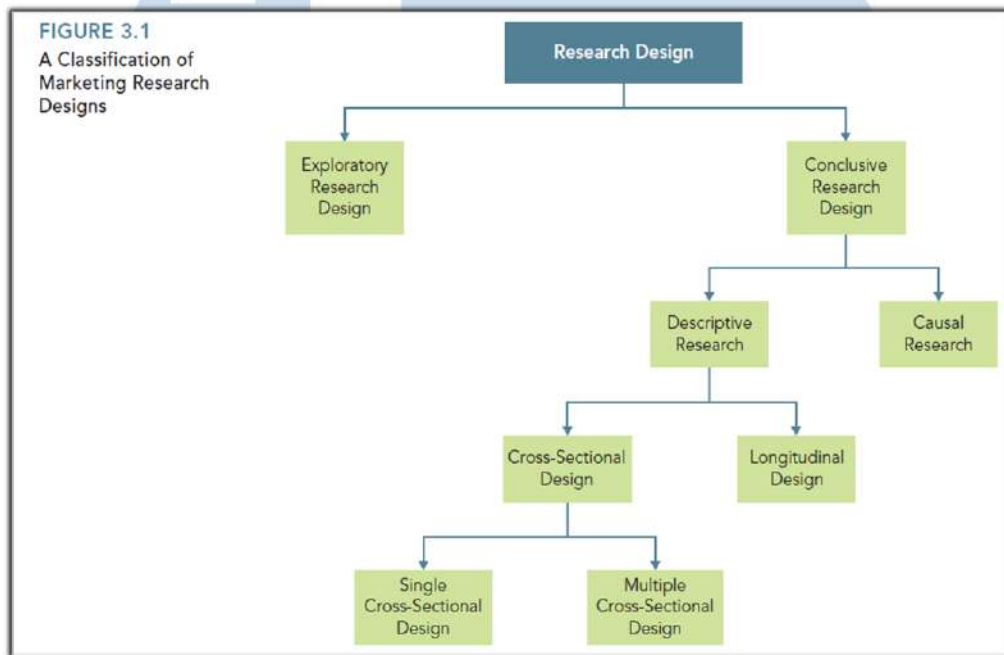 FIGURE 3.1
A Classification of
Marketing Research
Designs
Research Design
Exploratory
Research
Design
Conclusive
Research
Design
Descriptive
Research
Causal
Research
Cross-Sectional
Design
Longitudinal
Design
Single
Cross-Sectional
Design
Multiple
Cross-Sectional
Design